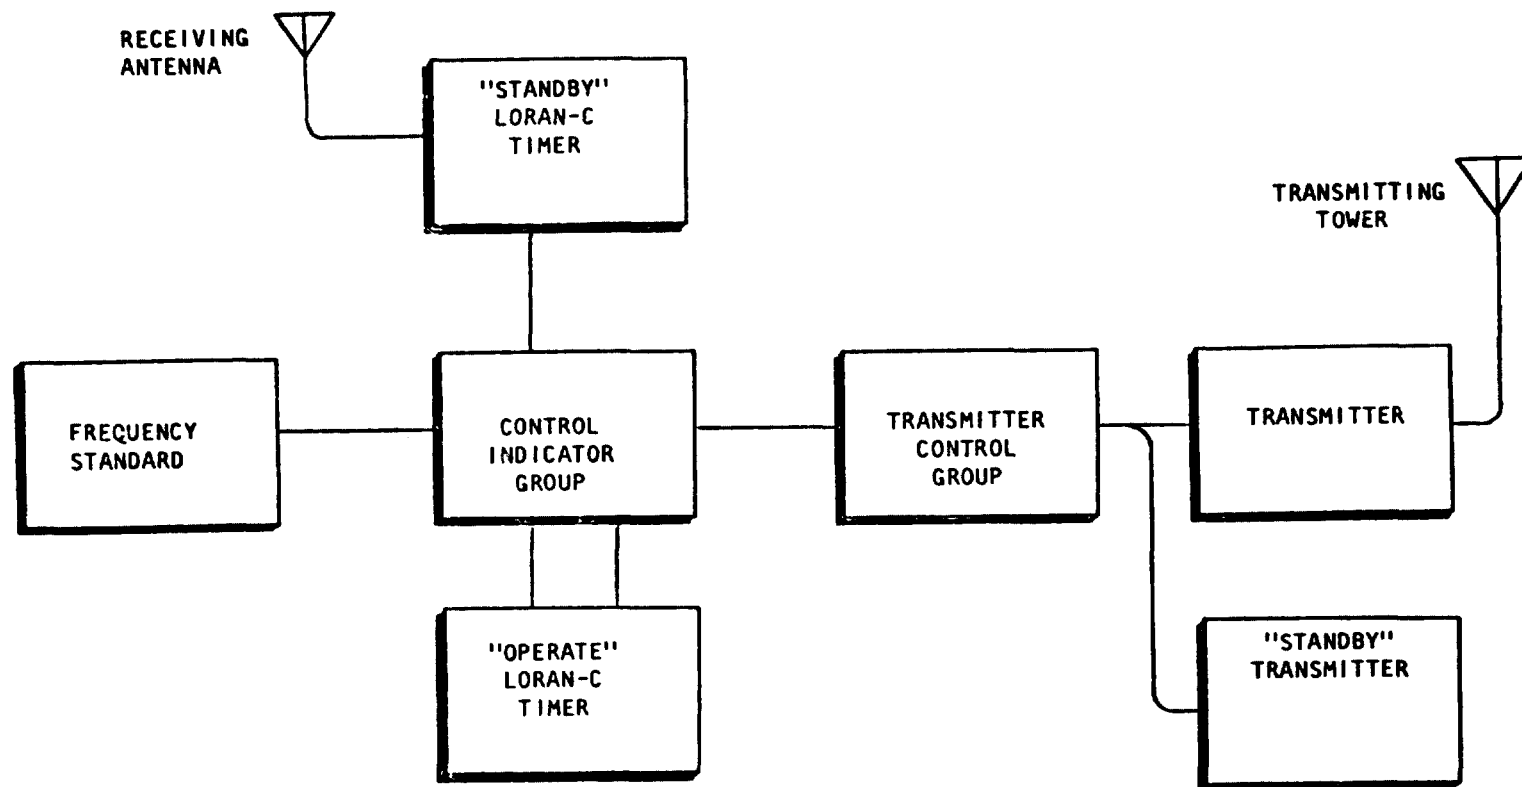 RECEIVING
ANTENNA
"STANDBY"
LORAN-C
TIMER
TRANSMITTING
TOWER
FREQUENCY
STANDARD
CONTROL
INDICATOR
GROUP
TRANSMITTER
CONTROL
GROUP
TRANSMITTER
"OPERATE"
LORAN-C
TIMER
"STANDBY"
TRANSMITTER